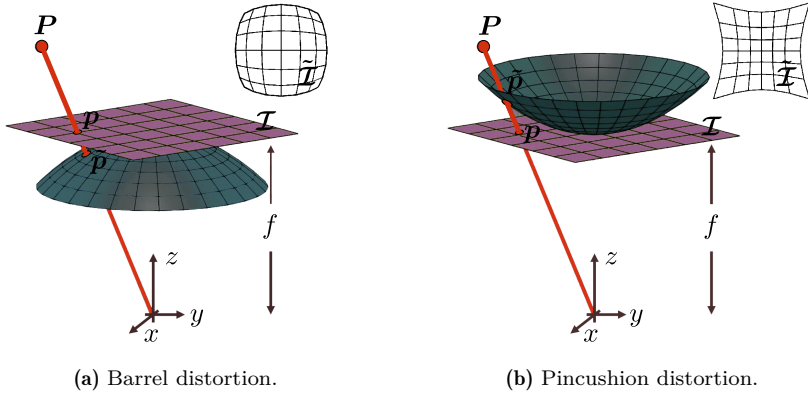 P
Ĩ
p
I
p̃
f
z
y
x
(a) Barrel distortion.
P
Ĩ
p̃
p
I
f
z
y
x
(b) Pincushion distortion.